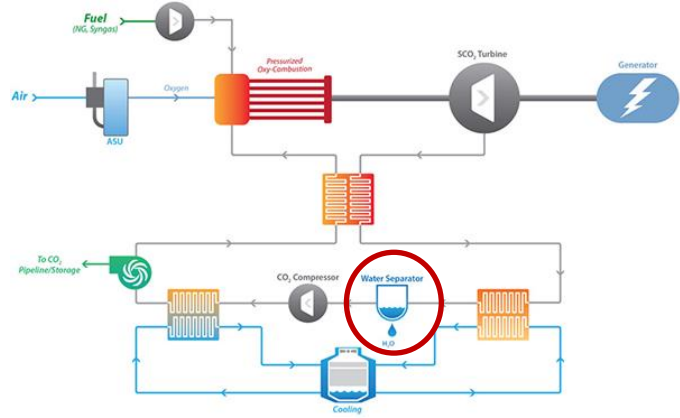 Fuel
(NG, Syngas)
Pressurized
Oxy-Combustion
SCO₂ Turbine
Generator
Air
Oxygen
ASU
To CO₂
Pipeline/Storage
CO₂ Compressor
Water Separator
H₂O
Cooling